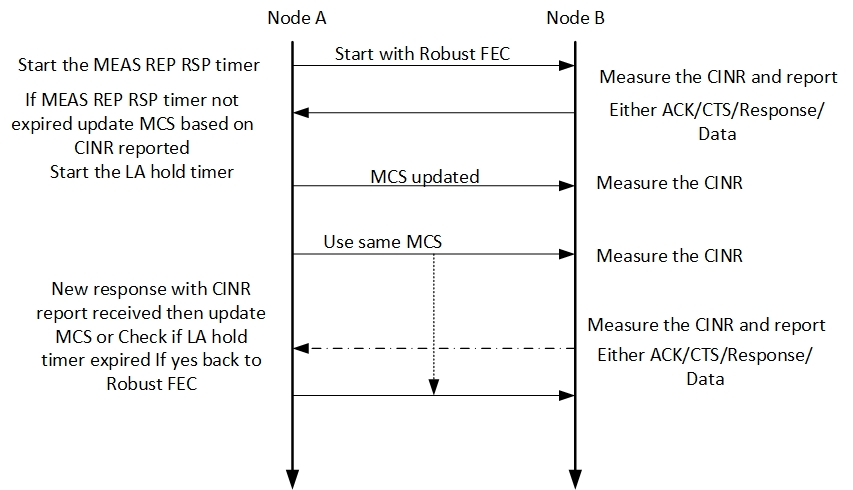 Node A
Node B
Start the MEAS REP RSP timer
Start with Robust FEC
Measure the CINR and report
If MEAS REP RSP timer not
expired update MCS based on
CINR reported
Start the LA hold timer
Either ACK/CTS/Response/
Data
MCS updated
Measure the CINR
Use same MCS
Measure the CINR
New response with CINR
report received then update
MCS or Check if LA hold
timer expired If yes back to
Robust FEC
Measure the CINR and report
Either ACK/CTS/Response/
Data